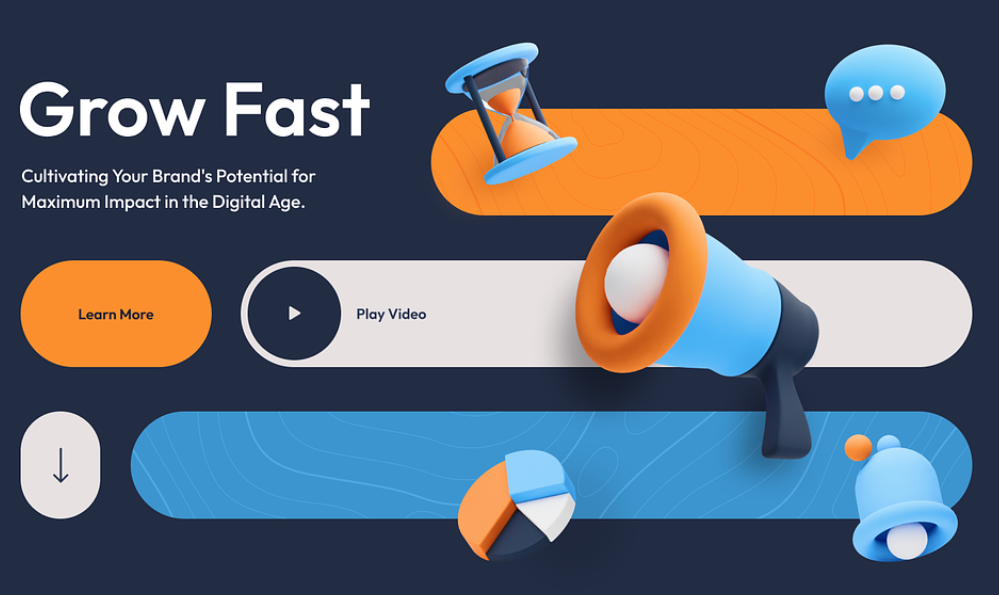 Grow Fast
Cultivating Your Brand's Potential for
Maximum Impact in the Digital Age.
Learn More
Play Video